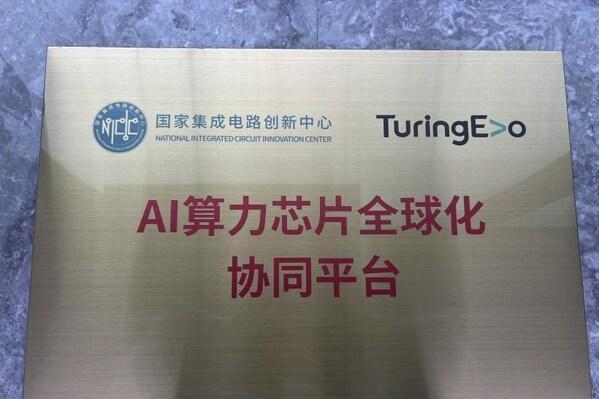 国家集成电路创新中心
NATIONAL INTEGRATED CIRCUIT INNOVATION CENTER
TuringEvo
AI算力芯片全球化
协同平台